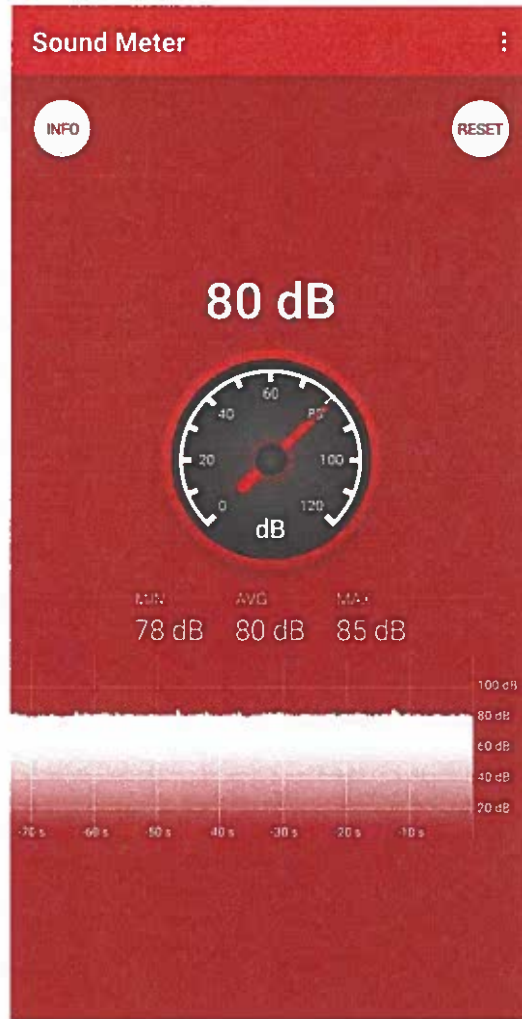 Sound Meter
INFO
RESET
80 dB
60
40
80
20
100
0
120
dB
MIN AVG MAX
78 dB 80 dB 85 dB
100 dB
80 dB
60 dB
40 dB
20 dB
-70 s -60 s -50 s -40 s -30 s -20 s -10 s